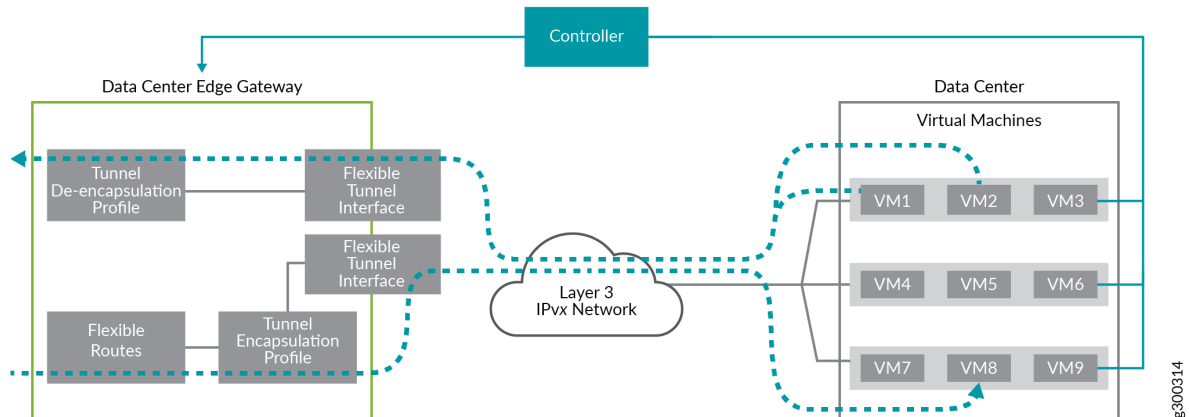 Controller
Data Center Edge Gateway
Data Center
Virtual Machines
Tunnel
De-encapsulation
Profile
Flexible
Tunnel
Interface
VM1
VM2
VM3
Flexible
Tunnel
Interface
Layer 3
IPvx Network
VM4
VM5
VM6
Flexible
Routes
Tunnel
Encapsulation
Profile
VM7
VM8
VM9
g300314